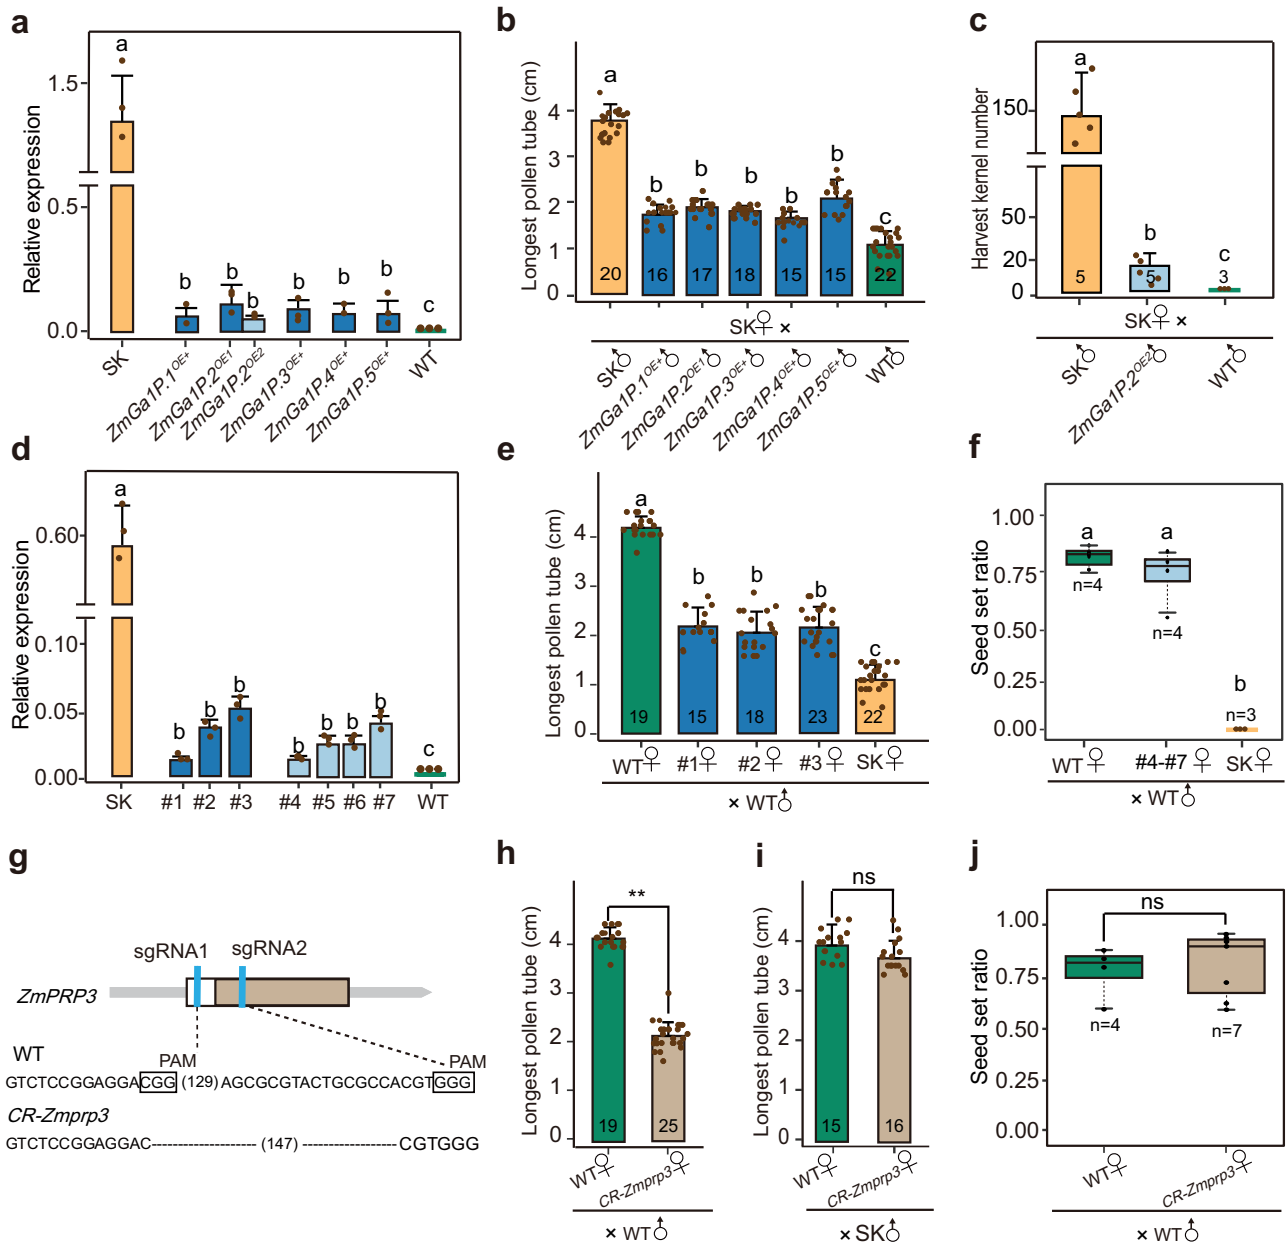 a
Relative expression
1.5
0.5
0.0
a
b
b
b
b
b
b
c
SK
ZmGa1P.1OE+
ZmGa1P.2OE1
ZmGa1P.2OE2
ZmGa1P.3OE+
ZmGa1P.4OE+
ZmGa1P.5OE+
WT
b
Longest pollen tube (cm)
4
3
2
1
0
a
b
b
b
b
b
c
20
16
17
18
15
15
22
SK♀ ×
SK♂
ZmGa1P.1OE+♂
ZmGa1P.2OE1♂
ZmGa1P.3OE+♂
ZmGa1P.4OE+♂
ZmGa1P.5OE+♂
WT♂
c
Harvest kernel number
150
50
20
0
a
b
c
5
5
3
SK♀ ×
SK♂
ZmGa1P.2OE2♂
WT♂
d
Relative expression
0.60
0.10
0.05
0.00
a
b
b
b
b
b
b
b
c
SK
#1
#2
#3
#4
#5
#6
#7
WT
e
Longest pollen tube (cm)
4
3
2
1
0
a
b
b
b
c
19
15
18
23
22
WT♀
#1♀
#2♀
#3♀
SK♀
× WT♂
f
Seed set ratio
1.00
0.75
0.50
0.25
0.00
a
a
b
n=4
n=4
n=3
WT♀
#4-#7♀
SK♀
× WT♂
g
sgRNA1
sgRNA2
ZmPRP3
WT
PAM
PAM
GTCTCCGGAGGACGG (129) AGCGCGTACTGCGCCACGTGGG
CR-Zmprp3
GTCTCCGGAGGAC-------------------- (147) ------------------CGTGGG
h
Longest pollen tube (cm)
4
3
2
1
0
**
19
25
WT♀
CR-Zmprp3♀
× WT♂
i
Longest pollen tube (cm)
4
3
2
1
0
ns
15
16
WT♀
CR-Zmprp3♀
× SK♂
j
Seed set ratio
1.00
0.75
0.50
0.25
0.00
ns
n=4
n=7
WT♀
CR-Zmprp3♀
× WT♂